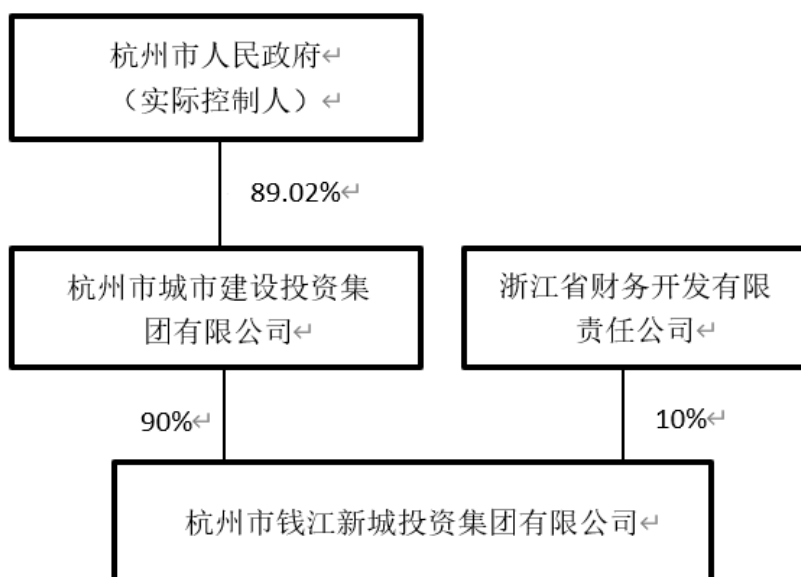 杭州市人民政府↵
（实际控制人）↵
89.02%↵
杭州市城市建设投资集
团有限公司↵
浙江省财务开发有限
责任公司↵
90%↵
10%↵
杭州市钱江新城投资集团有限公司↵